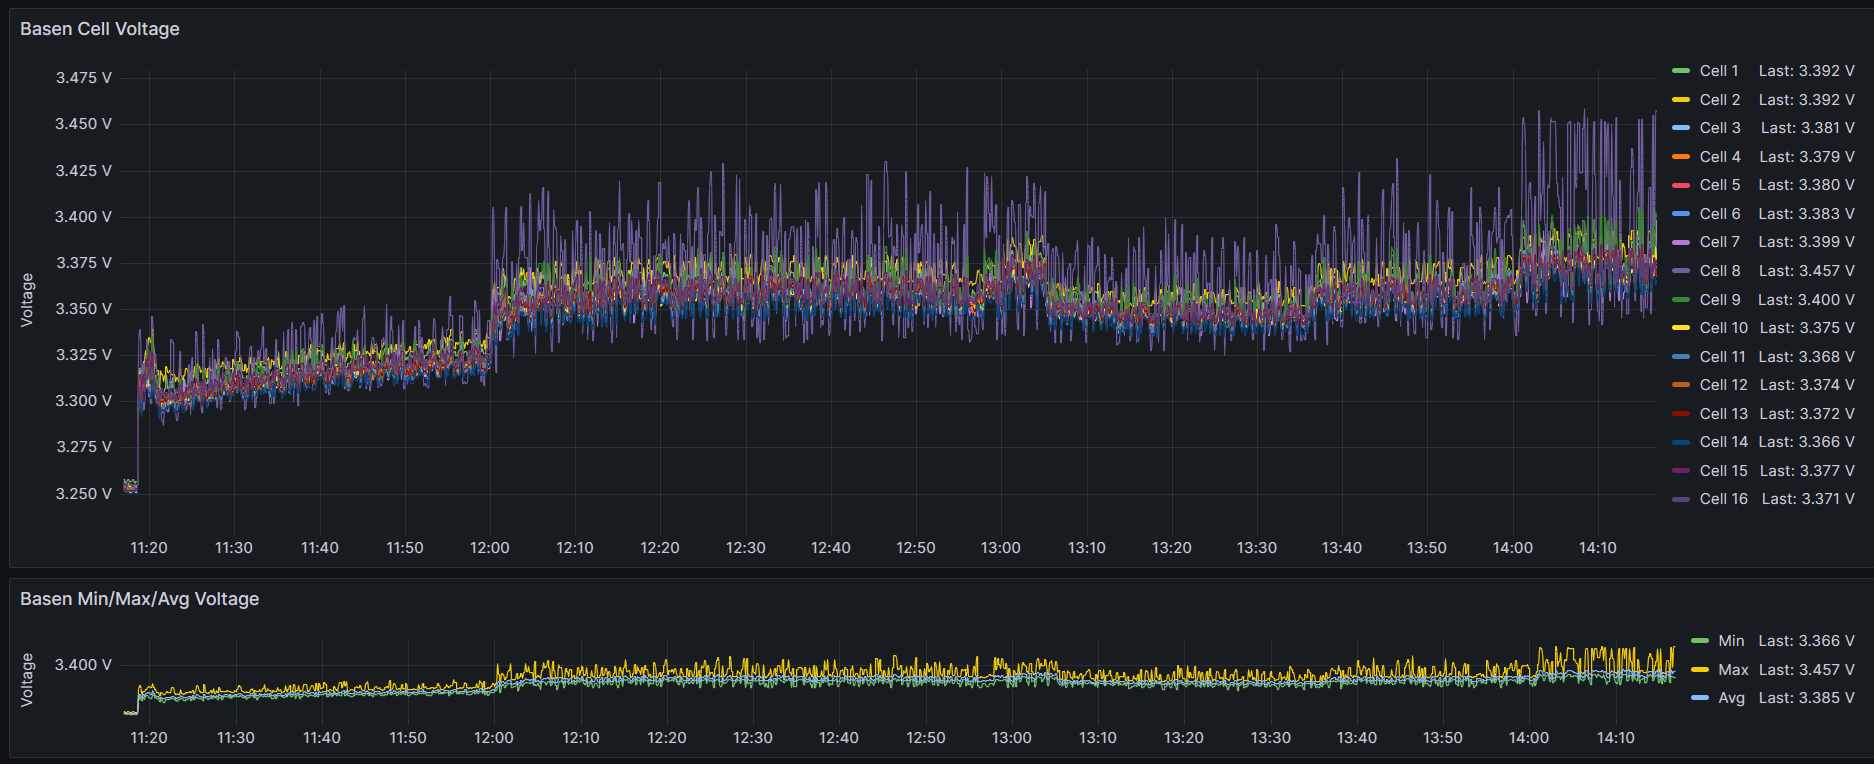 Basen Cell Voltage
Voltage
3.475 V
3.450 V
3.425 V
3.400 V
3.375 V
3.350 V
3.325 V
3.300 V
3.275 V
3.250 V
11:20 11:30 11:40 11:50 12:00 12:10 12:20 12:30 12:40 12:50 13:00 13:10 13:20 13:30 13:40 13:50 14:00 14:10
Cell 1 Last: 3.392 V
Cell 2 Last: 3.392 V
Cell 3 Last: 3.381 V
Cell 4 Last: 3.379 V
Cell 5 Last: 3.380 V
Cell 6 Last: 3.383 V
Cell 7 Last: 3.399 V
Cell 8 Last: 3.457 V
Cell 9 Last: 3.400 V
Cell 10 Last: 3.375 V
Cell 11 Last: 3.368 V
Cell 12 Last: 3.374 V
Cell 13 Last: 3.372 V
Cell 14 Last: 3.366 V
Cell 15 Last: 3.377 V
Cell 16 Last: 3.371 V
Basen Min/Max/Avg Voltage
Voltage
3.400 V
11:20 11:30 11:40 11:50 12:00 12:10 12:20 12:30 12:40 12:50 13:00 13:10 13:20 13:30 13:40 13:50 14:00 14:10
Min Last: 3.366 V
Max Last: 3.457 V
Avg Last: 3.385 V